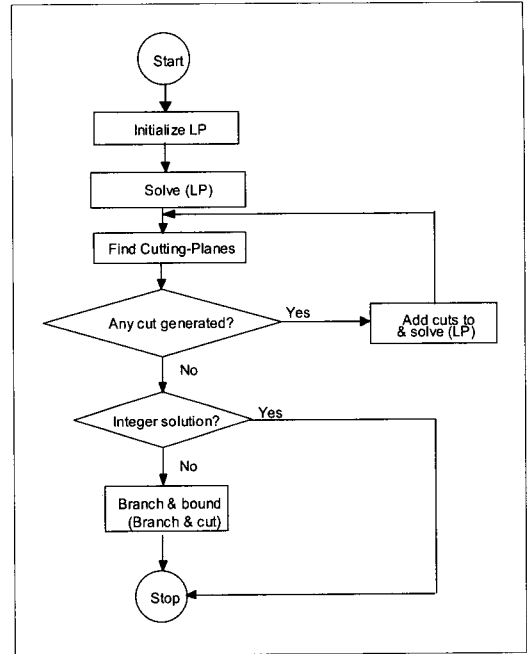 Start
Initialize LP
Solve (LP)
Find Cutting-Planes
Any cut generated?
Yes
Add cuts to
& solve (LP)
No
Integer solution?
Yes
No
Branch & bound
(Branch & cut)
Stop